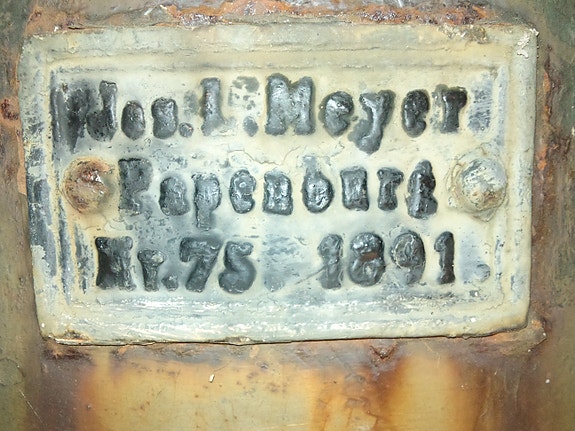 Jos. L. Meyer
Papenburg
Nr. 75 1891